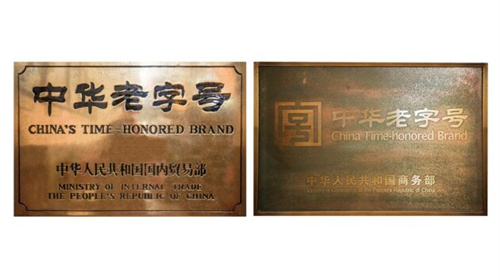 中华老字号
CHINA'S TIME-HONORED BRAND
中华人民共和国国内贸易部
MINISTRY OF INTERNAL TRADE
THE PEOPLE'S REPUBLIC OF CHINA
中华老字号
China Time-honored Brand
中华人民共和国商务部